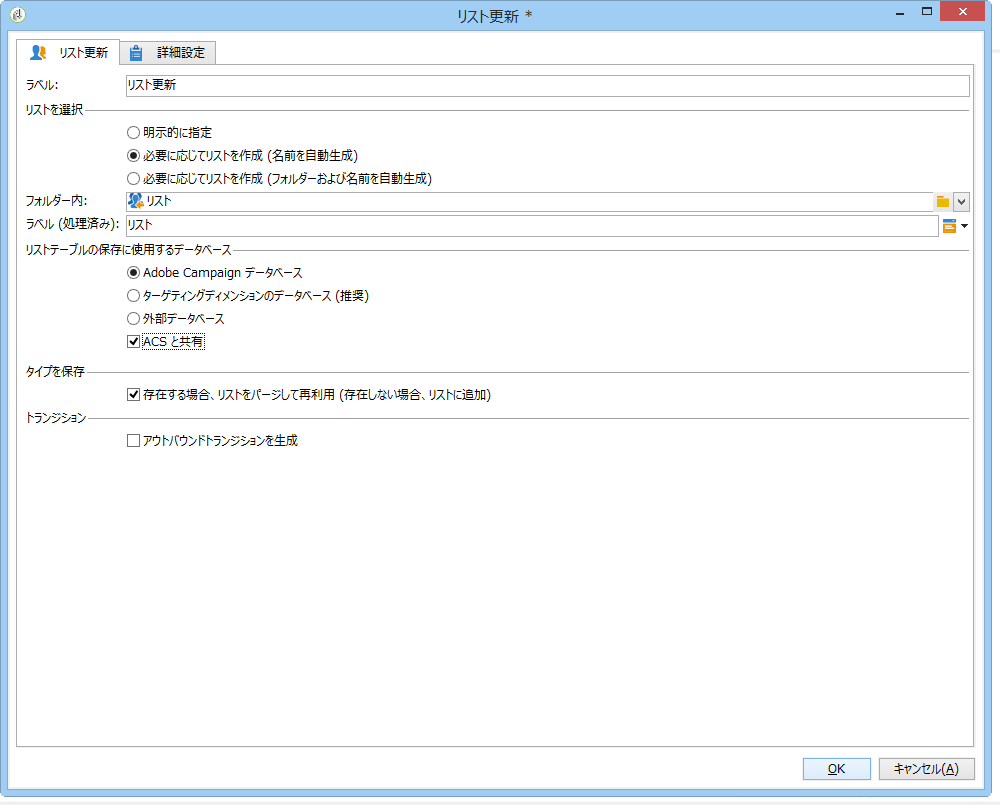 リスト更新 *
リスト更新 詳細設定
ラベル: リスト更新
リストを選択
明示的に指定
必要に応じてリストを作成 (名前を自動生成)
必要に応じてリストを作成 (フォルダーおよび名前を自動生成)
フォルダー内: リスト
ラベル (処理済み): リスト
リストテーブルの保存に使用するデータベース
Adobe Campaign データベース
ターゲティングディメンションのデータベース (推奨)
外部データベース
ACS と共有
タイプを保存
存在する場合、リストをパージして再利用 (存在しない場合、リストに追加)
トランジション
アウトバウンドトランジションを生成
OK キャンセル(A)